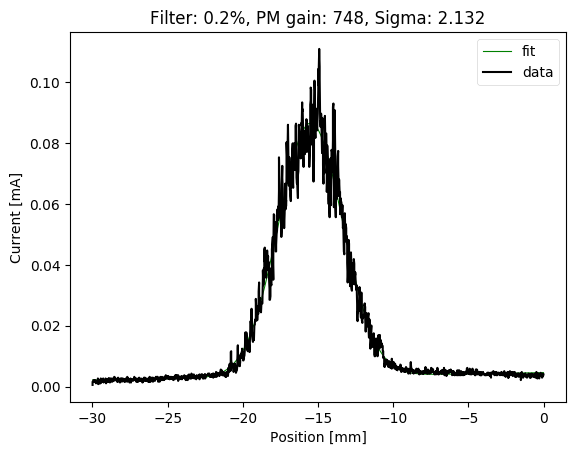 Filter: 0.2%, PM gain: 748, Sigma: 2.132
fit
data
0.10
0.08
0.06
0.04
0.02
0.00
Current [mA]
−30
−25
−20
−15
−10
−5
0
Position [mm]